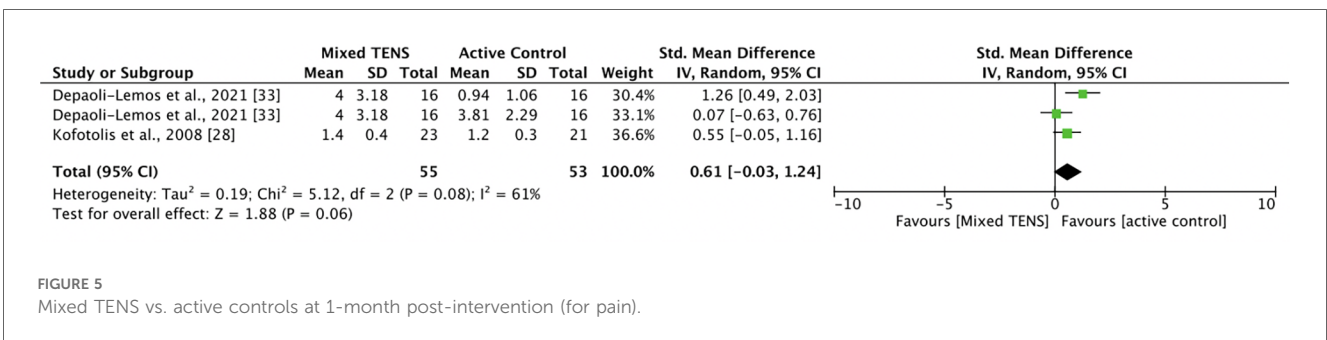 Mixed TENS Active Control Std. Mean Difference Std. Mean Difference
Study or Subgroup Mean SD Total Mean SD Total Weight IV, Random, 95% CI IV, Random, 95% CI
Depaoli-Lemos et al., 2021 [33] 4 3.18 16 0.94 1.06 16 30.4% 1.26 [0.49, 2.03]
Depaoli-Lemos et al., 2021 [33] 4 3.18 16 3.81 2.29 16 33.1% 0.07 [-0.63, 0.76]
Kofotolis et al., 2008 [28] 1.4 0.4 23 1.2 0.3 21 36.6% 0.55 [-0.05, 1.16]
Total (95% CI) 55 53 100.0% 0.61 [-0.03, 1.24]
Heterogeneity: Tau² = 0.19; Chi² = 5.12, df = 2 (P = 0.08); I² = 61%
Test for overall effect: Z = 1.88 (P = 0.06)
-10 -5 0 5 10
Favours [Mixed TENS] Favours [active control]
FIGURE 5
Mixed TENS vs. active controls at 1-month post-intervention (for pain).